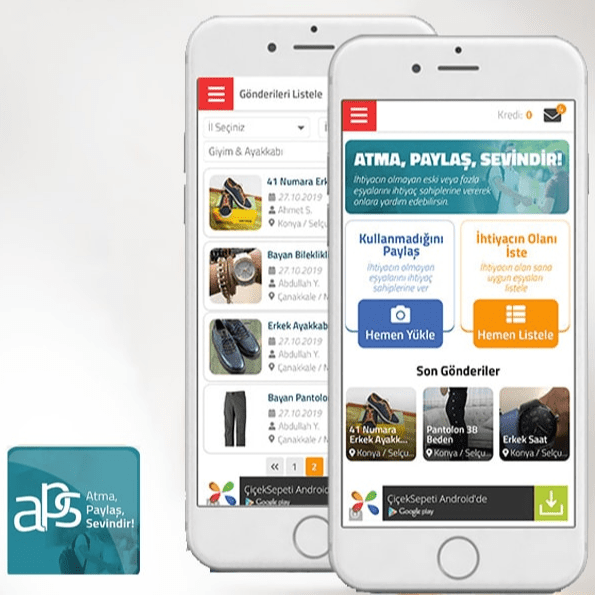 Gönderileri Listele
İl Seçiniz
Giyim & Ayakkabı
41 Numara Erk
27.10.2019
Ahmet S.
Konya / Selçu
Bayan Bileklikl
27.10.2019
Abdullah Y.
Çanakkale / M
Erkek Ayakkab
27.10.2019
Abdullah Y.
Çanakkale / M
Bayan Pantolo
27.10.2019
Abdullah Y.
Çanakkale / M
<< 1 2
ÇiçekSepeti Android
Google play
Kredi: 0
ATMA, PAYLAŞ, SEVİNDİR!
İhtiyacın olmayan eski veya fazla
eşyalarını ihtiyaç sahiplerine vererek
onlara yardım edebilirsin.
Kullanmadığını
Paylaş
İhtiyacın olmayan
eşyalarını ihtiyaç
sahiplerine ver
Hemen Yükle
İhtiyacın Olanı
İste
İhtiyacın olan sana
uygun eşyaları
listele
Hemen Listele
Son Gönderiler
41 Numara
Erkek Ayakk...
Konya / Selçu...
Pantolon 38
Beden
Konya / Selçu...
Erkek Saat
Konya / Selçu...
ÇiçekSepeti Android'de
Google play
aps
Atma,
Paylaş,
Sevindir!